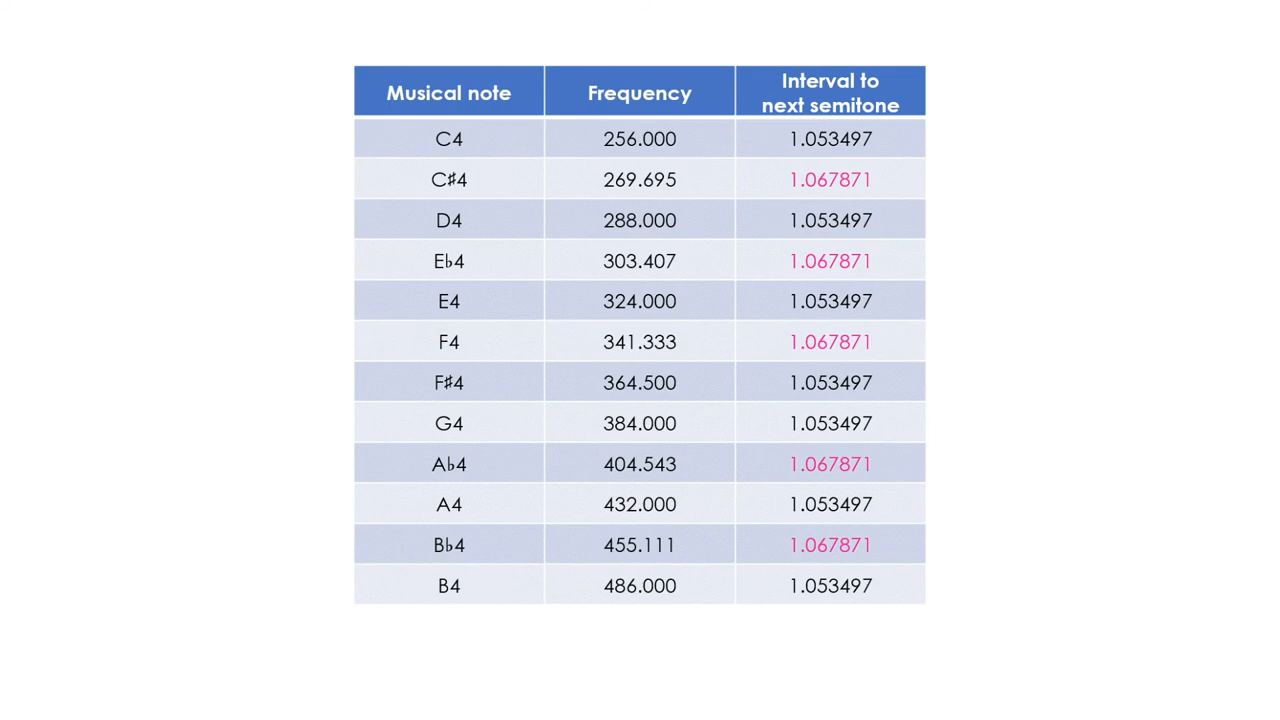 Musical note Frequency Interval to
next semitone
C4 256.000 1.053497
C♯4 269.695 1.067871
D4 288.000 1.053497
E♭4 303.407 1.067871
E4 324.000 1.053497
F4 341.333 1.067871
F♯4 364.500 1.053497
G4 384.000 1.053497
A♭4 404.543 1.067871
A4 432.000 1.053497
B♭4 455.111 1.067871
B4 486.000 1.053497